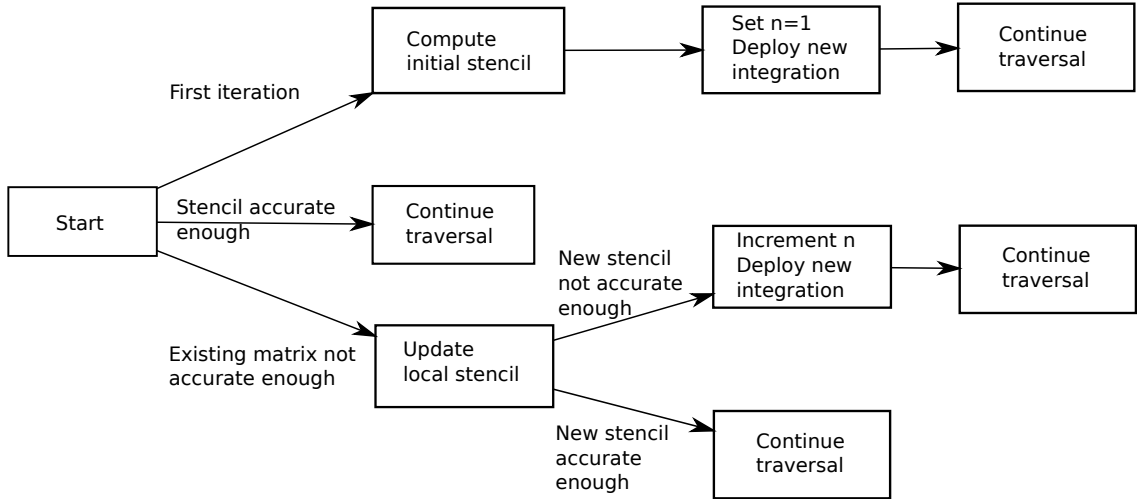 Compute
initial stencil
Set n=1
Deploy new
integration
Continue
traversal
First iteration
Start
Stencil accurate
enough
Continue
traversal
Increment n
Deploy new
integration
Continue
traversal
New stencil
not accurate
enough
Existing matrix not
accurate enough
Update
local stencil
New stencil
accurate
enough
Continue
traversal